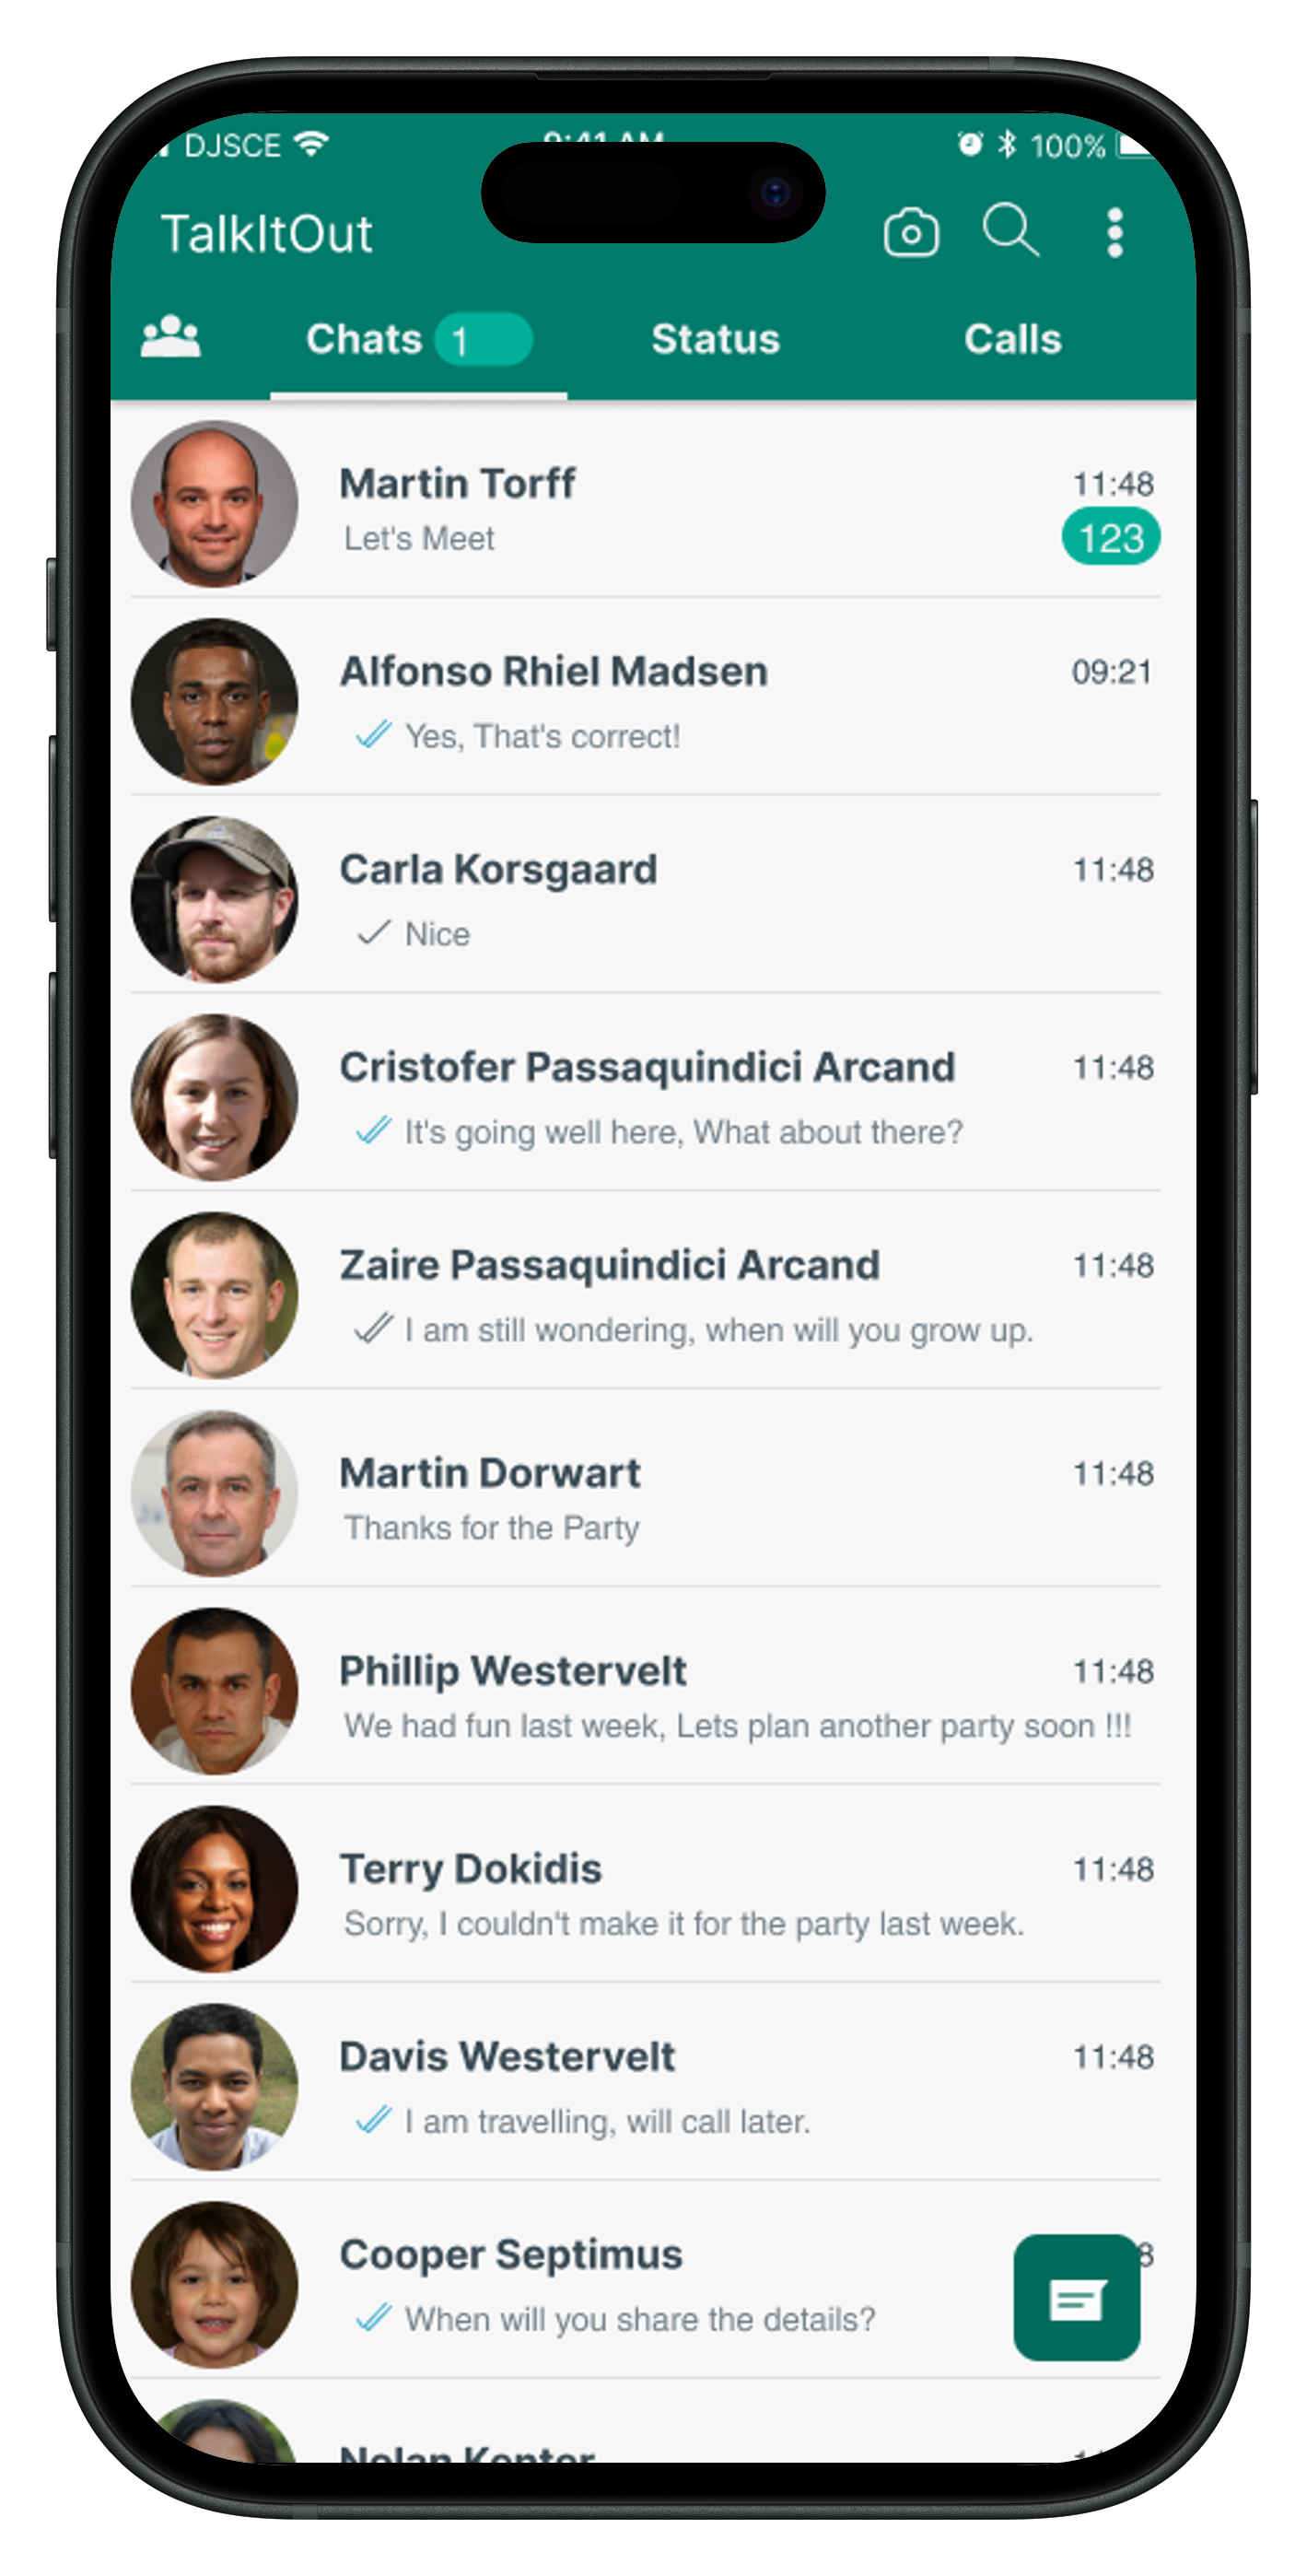 DJSCE 9:41 AM 100%
TalkItOut
Chats 1 Status Calls
Martin Torff 11:48
Let's Meet 123
Alfonso Rhiel Madsen 09:21
Yes, That's correct!
Carla Korsgaard 11:48
Nice
Cristofer Passaquindici Arcand 11:48
It's going well here, What about there?
Zaire Passaquindici Arcand 11:48
I am still wondering, when will you grow up.
Martin Dorwart 11:48
Thanks for the Party
Phillip Westervelt 11:48
We had fun last week, Lets plan another party soon !!!
Terry Dokidis 11:48
Sorry, I couldn't make it for the party last week.
Davis Westervelt 11:48
I am travelling, will call later.
Cooper Septimus
When will you share the details?
Nolan